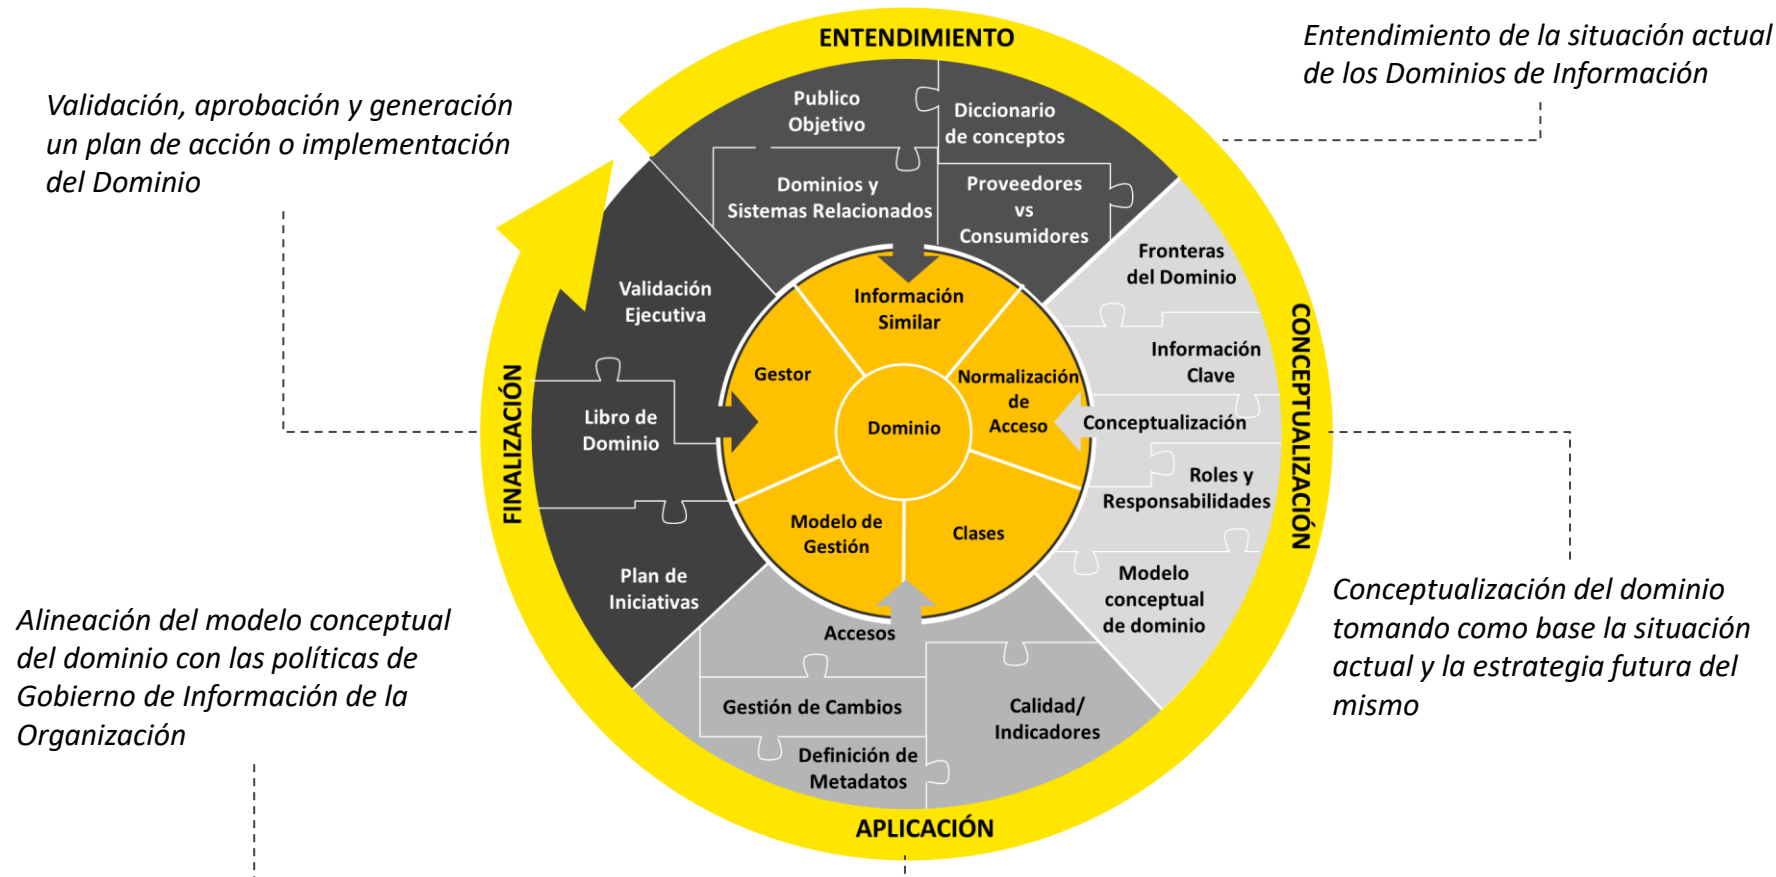 ENTENDIMIENTO
Entendimiento de la situación actual
de los Dominios de Información
Validación, aprobación y generación
un plan de acción o implementación
del Dominio
Publico
Objetivo
Diccionario
de conceptos
Dominios y
Sistemas Relacionados
Proveedores
vs
Consumidores
Fronteras
del Dominio
Información
Clave
Conceptualización
Roles y
Responsabilidades
Modelo
conceptual
de dominio
CONCEPTUALIZACIÓN
Conceptualización del dominio
tomando como base la situación
actual y la estrategia futura del
mismo
Validación
Ejecutiva
Libro de
Dominio
Plan de
Iniciativas
FINALIZACIÓN
Información
Similar
Gestor
Normalización
de
Acceso
Dominio
Modelo de
Gestión
Clases
Alineación del modelo conceptual
del dominio con las políticas de
Gobierno de Información de la
Organización
Accesos
Gestión de Cambios
Calidad/
Indicadores
Definición de
Metadatos
APLICACIÓN